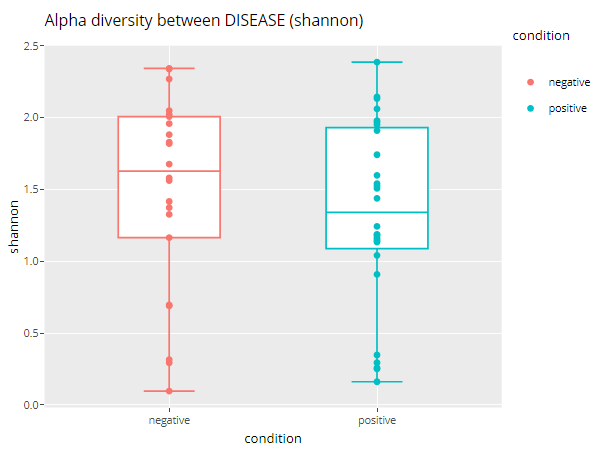 Alpha diversity between DISEASE (shannon)
condition
negative
positive
2.5
2.0
1.5
1.0
0.5
0.0
shannon
negative
positive
condition